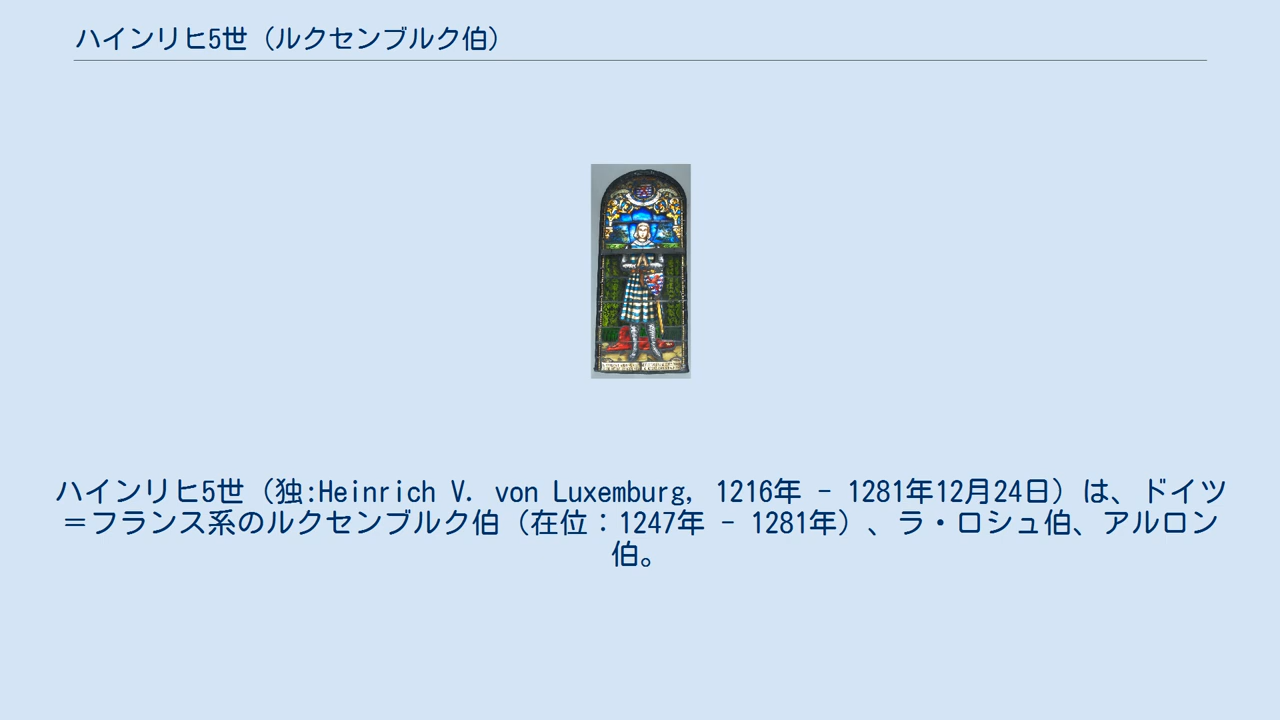 ハインリヒ5世（ルクセンブルク伯）
ハインリヒ5世（独:Heinrich V. von Luxemburg, 1216年 - 1281年12月24日）は、ドイツ
＝フランス系のルクセンブルク伯（在位：1247年 - 1281年）、ラ・ロシュ伯、アルロン
伯。